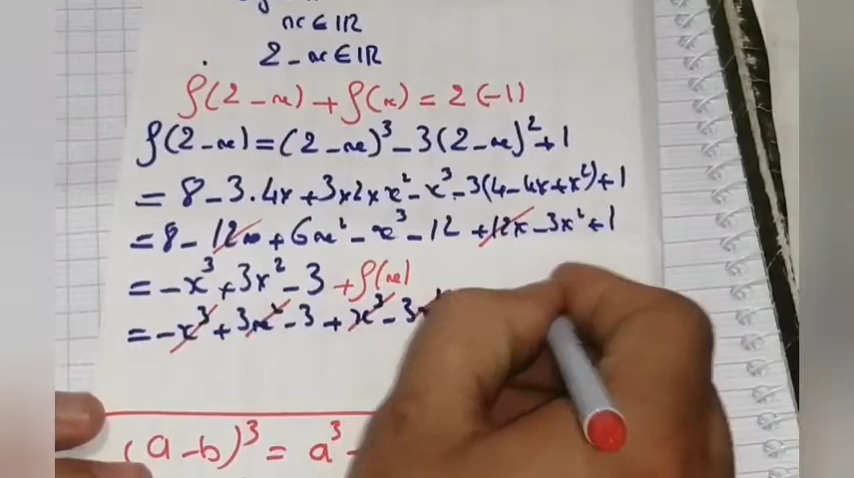 x ∈ IR
2 - x ∈ IR
f(2 - x) + f(x) = 2(-1)
f(2 - x) = (2 - x)³ - 3(2 - x)² + 1
= 8 - 3.4x + 3x2xx² - x³ - 3(4 - 4x + x²) + 1
= 8 - 12x + 6x² - x³ - 12 + 12x - 3x² + 1
= -x³ + 3x² - 3 + f(x)
= -x³ + 3x² - 3 + x³ - 3
(a - b)³ = a³ -